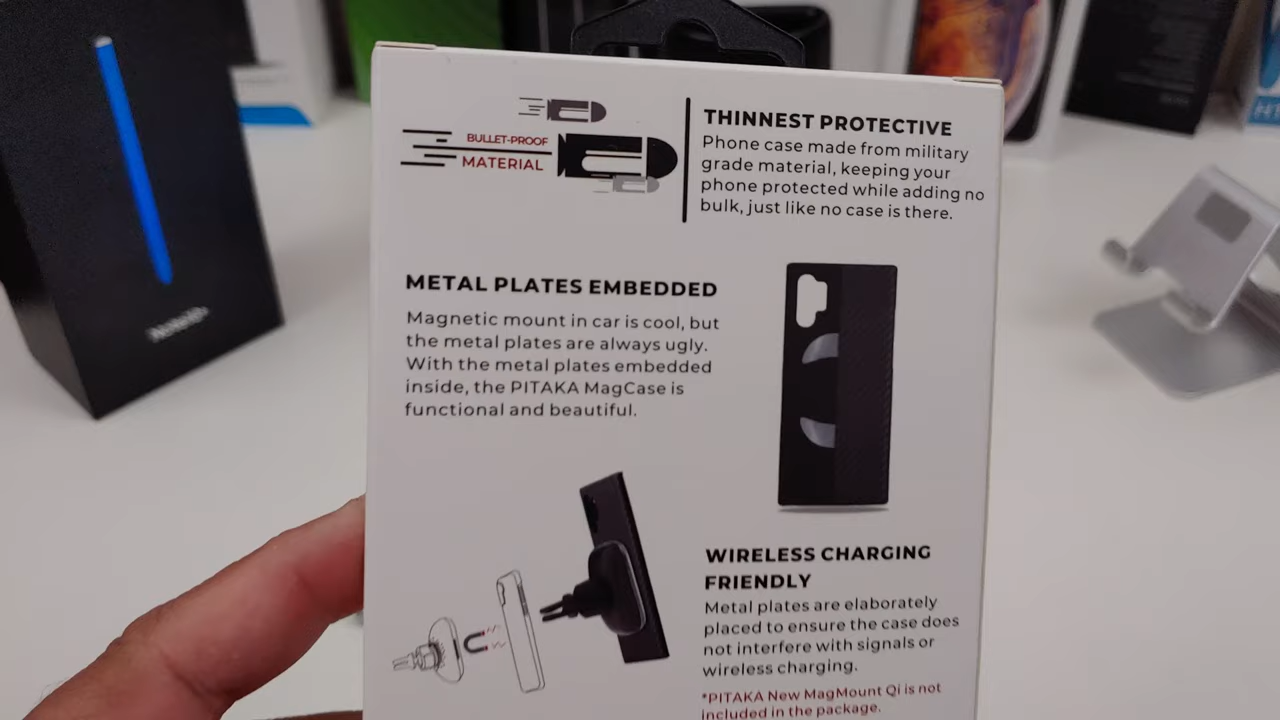 BULLET-PROOF
MATERIAL
THINNEST PROTECTIVE
Phone case made from military
grade material, keeping your
phone protected while adding no
bulk, just like no case is there.
METAL PLATES EMBEDDED
Magnetic mount in car is cool, but
the metal plates are always ugly.
With the metal plates embedded
inside, the PITAKA MagCase is
functional and beautiful.
WIRELESS CHARGING
FRIENDLY
Metal plates are elaborately
placed to ensure the case does
not interfere with signals or
wireless charging.
*PITAKA New MagMount Qi is not
included in the package.